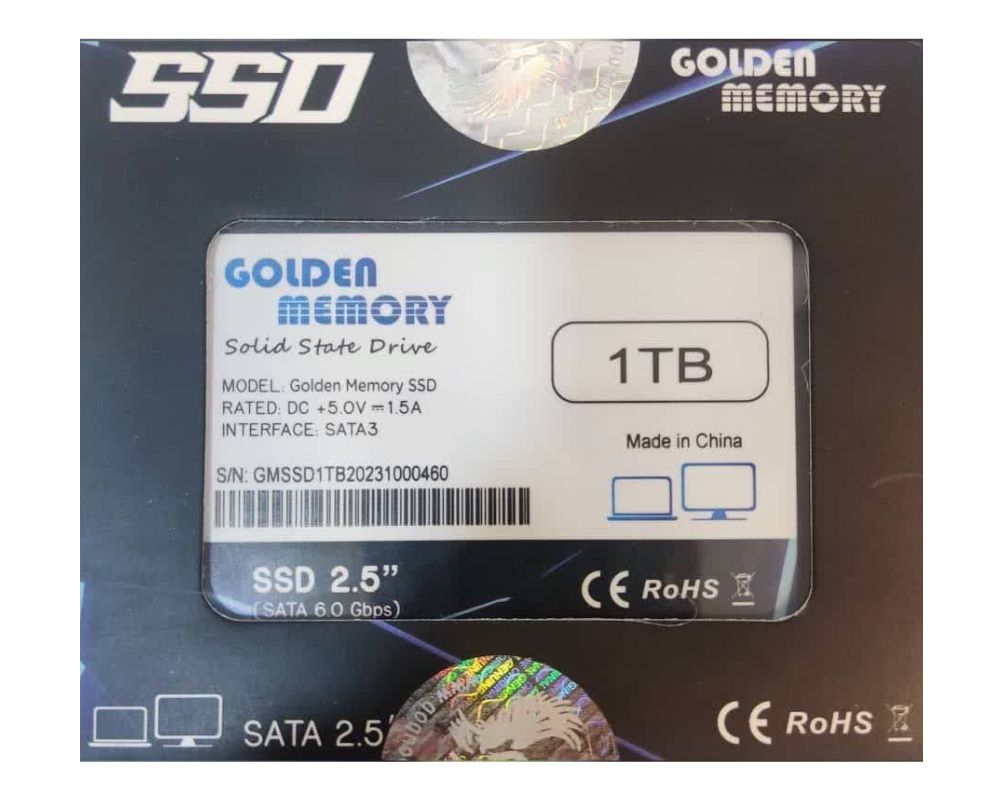 SSD
GOLDEN
MEMORY
GOLDEN
MEMORY
Solid State Drive
1TB
MODEL: Golden Memory SSD
RATED: DC +5.0V ⎓ 1.5A
INTERFACE: SATA3
Made in China
S/N: GMSSD1TB20231000460
SSD 2.5”
(SATA 6.0 Gbps)
CE RoHS
SATA 2.5
GENUINE
CE RoHS